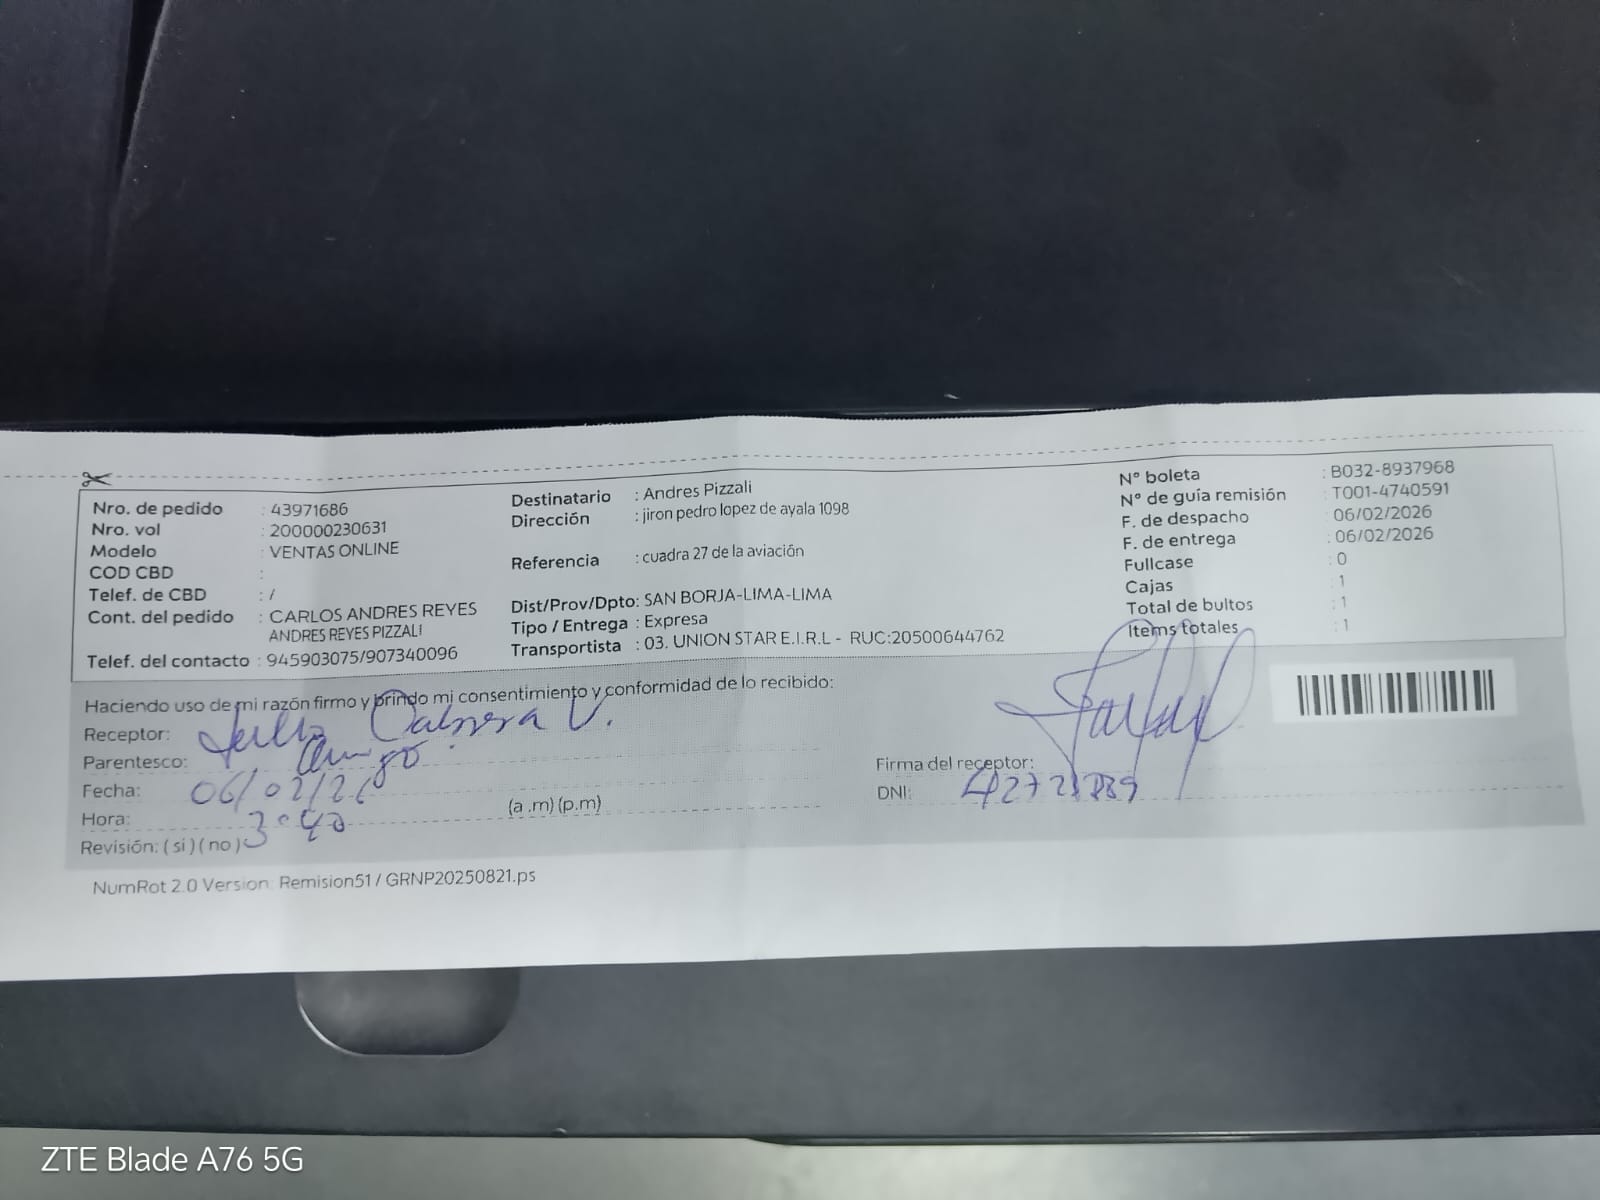 Nro. de pedido : 43971686
Nro. vol : 200000230631
Modelo : VENTAS ONLINE
COD CBD :
Telef. de CBD : /
Cont. del pedido : CARLOS ANDRES REYES
ANDRES REYES PIZZALI
Telef. del contacto : 945903075/907340096
Destinatario : Andres Pizzali
Dirección : jiron pedro lopez de ayala 1098
Referencia : cuadra 27 de la aviación
Dist/Prov/Dpto: SAN BORJA-LIMA-LIMA
Tipo / Entrega : Expresa
Transportista : 03. UNION STAR E.I.R.L - RUC:20500644762
N° boleta : B032-8937968
N° de guía remisión : T001-4740591
F. de despacho : 06/02/2026
F. de entrega : 06/02/2026
Fullcase : 0
Cajas : 1
Total de bultos : 1
Items totales : 1
Haciendo uso de mi razón firmo y brindo mi consentimiento y conformidad de lo recibido:
Receptor: Cabrera V.
Parentesco: Amigo
Fecha: 06/02/26
Hora: 3:40 (a .m) (p.m)
Revisión: ( si ) ( no )
Firma del receptor:
DNI:
NumRot 2.0 Version: Remision51 / GRNP20250821.ps
ZTE Blade A76 5G